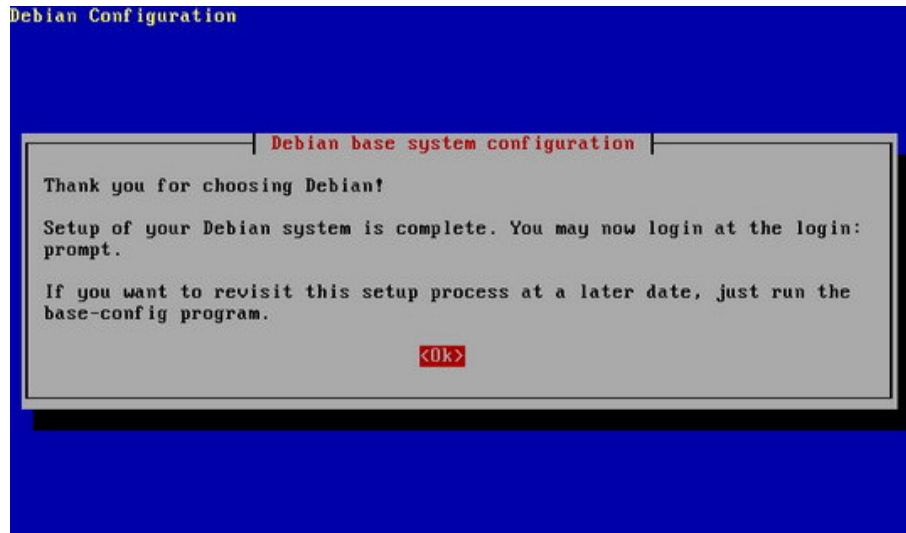 Debian Configuration
Debian base system configuration
Thank you for choosing Debian!
Setup of your Debian system is complete. You may now login at the login:
prompt.
If you want to revisit this setup process at a later date, just run the
base-config program.
<Ok>